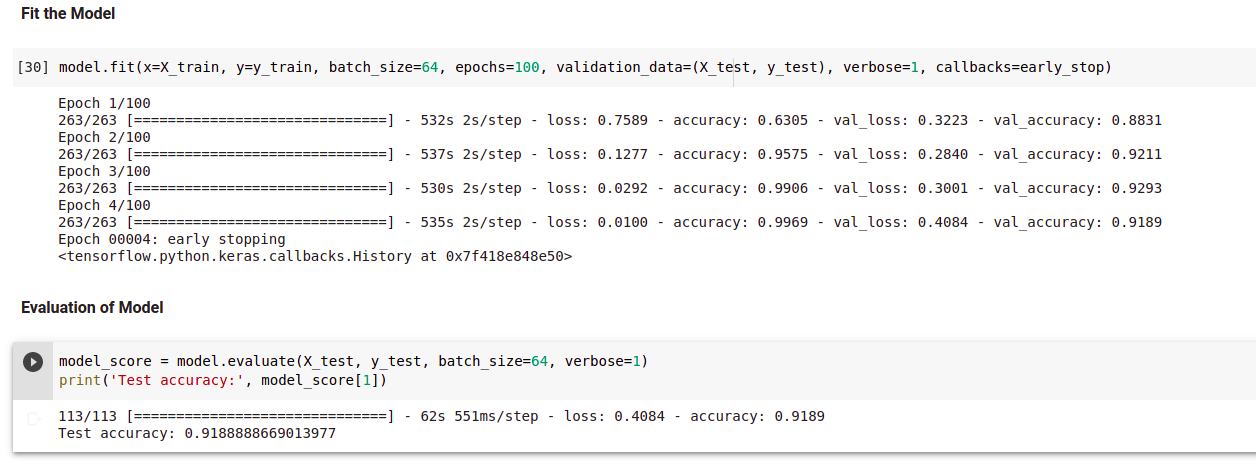 Fit the Model
[30] model.fit(x=X_train, y=y_train, batch_size=64, epochs=100, validation_data=(X_test, y_test), verbose=1, callbacks=early_stop)
Epoch 1/100
263/263 [==============================] - 532s 2s/step - loss: 0.7589 - accuracy: 0.6305 - val_loss: 0.3223 - val_accuracy: 0.8831
Epoch 2/100
263/263 [==============================] - 537s 2s/step - loss: 0.1277 - accuracy: 0.9575 - val_loss: 0.2840 - val_accuracy: 0.9211
Epoch 3/100
263/263 [==============================] - 530s 2s/step - loss: 0.0292 - accuracy: 0.9906 - val_loss: 0.3001 - val_accuracy: 0.9293
Epoch 4/100
263/263 [==============================] - 535s 2s/step - loss: 0.0100 - accuracy: 0.9969 - val_loss: 0.4084 - val_accuracy: 0.9189
Epoch 00004: early stopping
<tensorflow.python.keras.callbacks.History at 0x7f418e848e50>
Evaluation of Model
model_score = model.evaluate(X_test, y_test, batch_size=64, verbose=1)
print('Test accuracy:', model_score[1])
113/113 [==============================] - 62s 551ms/step - loss: 0.4084 - accuracy: 0.9189
Test accuracy: 0.9188888669013977